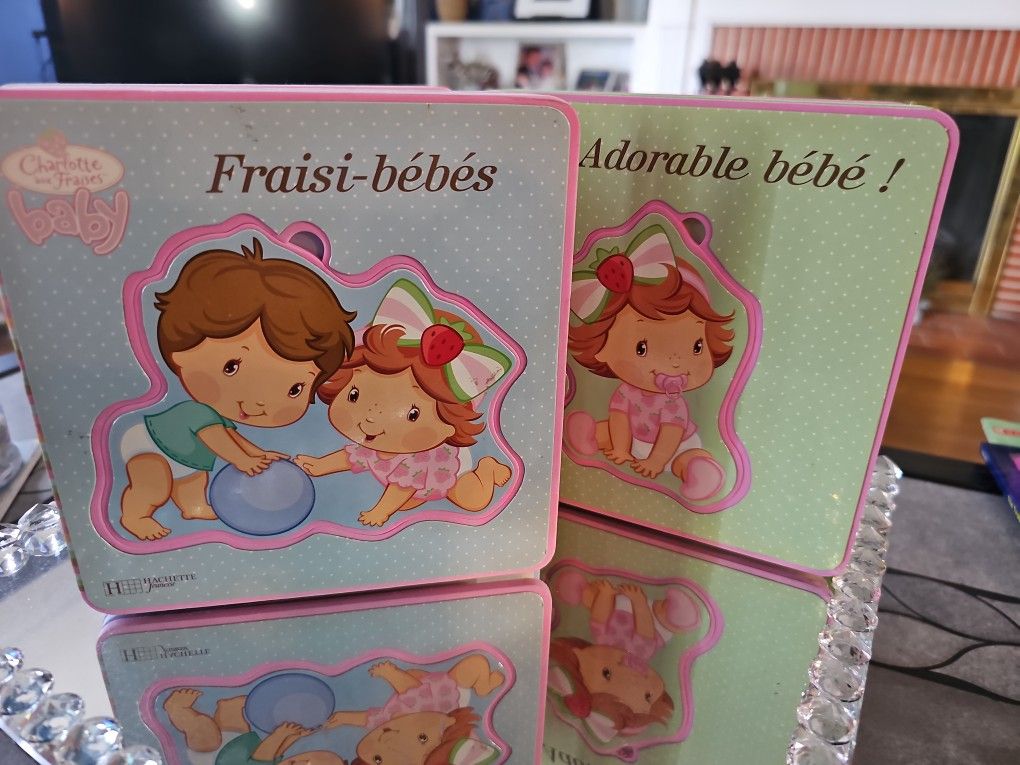 Charlotte
aux Fraises
baby
Fraisi-bébés
HACHETTE
Jeunesse
Adorable bébé !